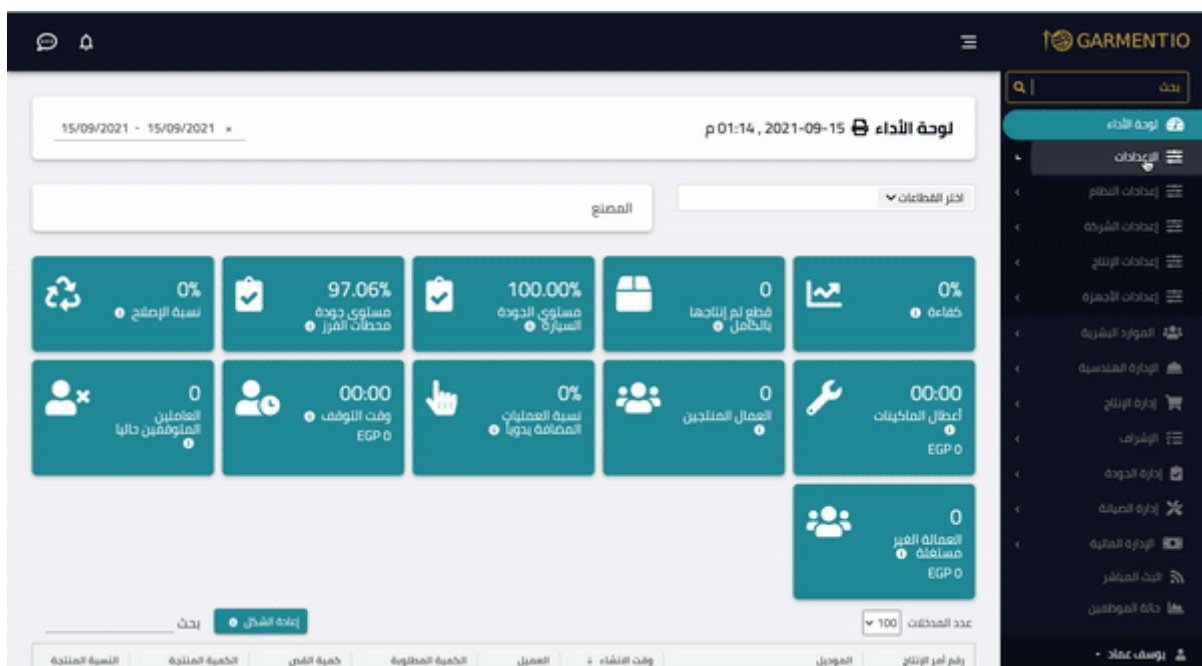 GARMENTIO
بحث
لوحة الأداء
الإعدادات
إعدادات النظام
إعدادات الشركة
إعدادات الإنتاج
إعدادات الأجهزة
الموارد البشرية
الإدارة الهندسية
إدارة الإنتاج
الإشراف
إدارة الجودة
إدارة الصيانة
الإدارة المالية
البث المباشر
حالة الموظفين
يوسف عماد
لوحة الأداء 15-09-2021 , 01:14 م
15/09/2021 - 15/09/2021 ×
اختر القطاعات
المصنع
0%
كفاءة
0
قطع تم إنتاجها
بالكامل
100.00%
مستوى الجودة
السيارة
97.06%
مستوى جودة
محطات الفرز
0%
نسبة الإصلاح
00:00
أعطال الماكينات
EGP 0
0
العمال المنتجين
0%
نسبة العمليات
المضافة يدوياً
00:00
وقت التوقف
EGP 0
0
العاملين
المتوقفين حاليا
0
العمالة الغير
مستغلة
EGP 0
عدد المدخلات 100
إعادة الشكل
بحث
رقم أمر الإنتاج الموديل وقت الانشاء العميل الكمية المطلوبة كمية القص الكمية المنتجة النسبة المنتجة